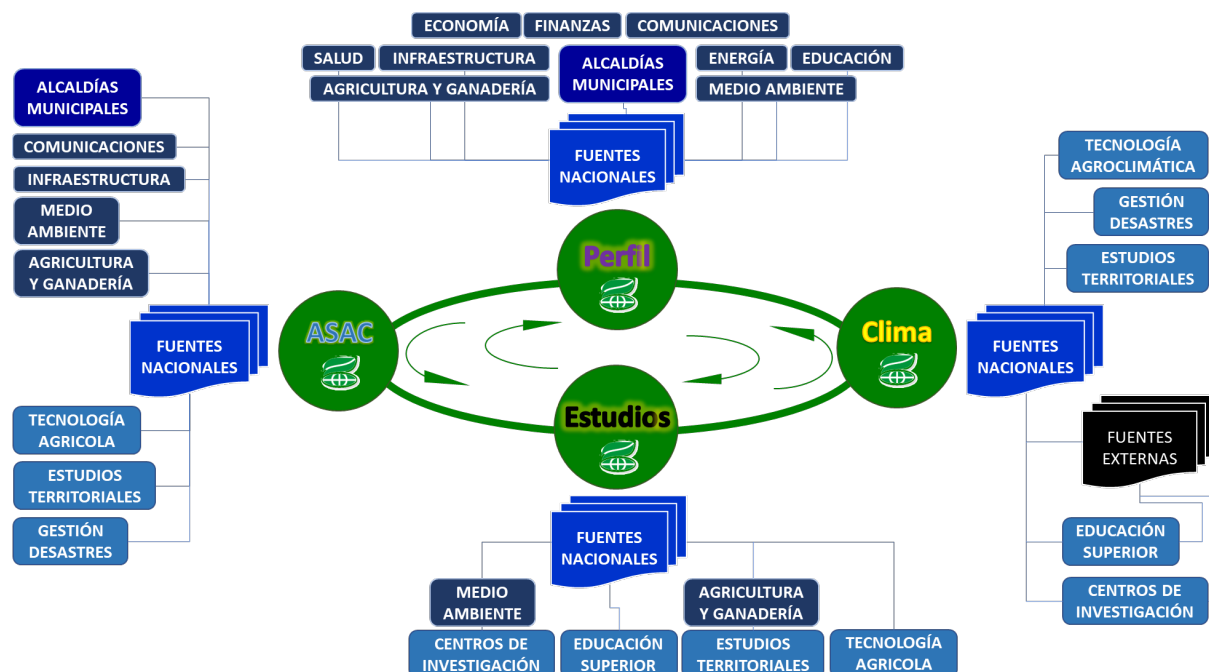 ECONOMÍA
FINANZAS
COMUNICACIONES
SALUD
INFRAESTRUCTURA
ALCALDÍAS
MUNICIPALES
ENERGÍA
EDUCACIÓN
AGRICULTURA Y GANADERÍA
MEDIO AMBIENTE
FUENTES
NACIONALES
ALCALDÍAS
MUNICIPALES
COMUNICACIONES
INFRAESTRUCTURA
MEDIO
AMBIENTE
AGRICULTURA
Y GANADERÍA
FUENTES
NACIONALES
TECNOLOGÍA
AGRICOLA
ESTUDIOS
TERRITORIALES
GESTIÓN
DESASTRES
Perfil
ASAC
Clima
Estudios
TECNOLOGÍA
AGROCLIMÁTICA
GESTIÓN
DESASTRES
ESTUDIOS
TERRITORIALES
FUENTES
NACIONALES
FUENTES
EXTERNAS
EDUCACIÓN
SUPERIOR
CENTROS DE
INVESTIGACIÓN
FUENTES
NACIONALES
MEDIO
AMBIENTE
AGRICULTURA
Y GANADERÍA
CENTROS DE
INVESTIGACIÓN
EDUCACIÓN
SUPERIOR
ESTUDIOS
TERRITORIALES
TECNOLOGÍA
AGRICOLA